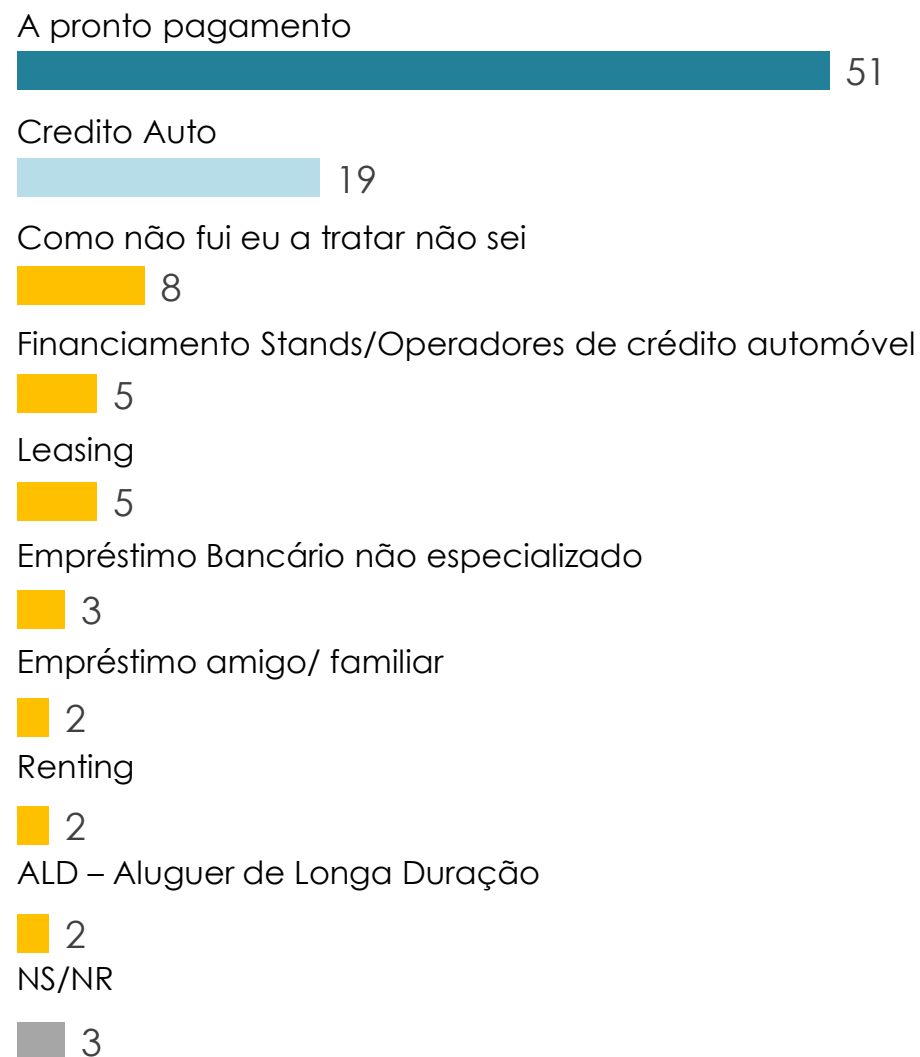 A pronto pagamento
51
Credito Auto
19
Como não fui eu a tratar não sei
8
Financiamento Stands/Operadores de crédito automóvel
5
Leasing
5
Empréstimo Bancário não especializado
3
Empréstimo amigo/ familiar
2
Renting
2
ALD – Aluguer de Longa Duração
2
NS/NR
3